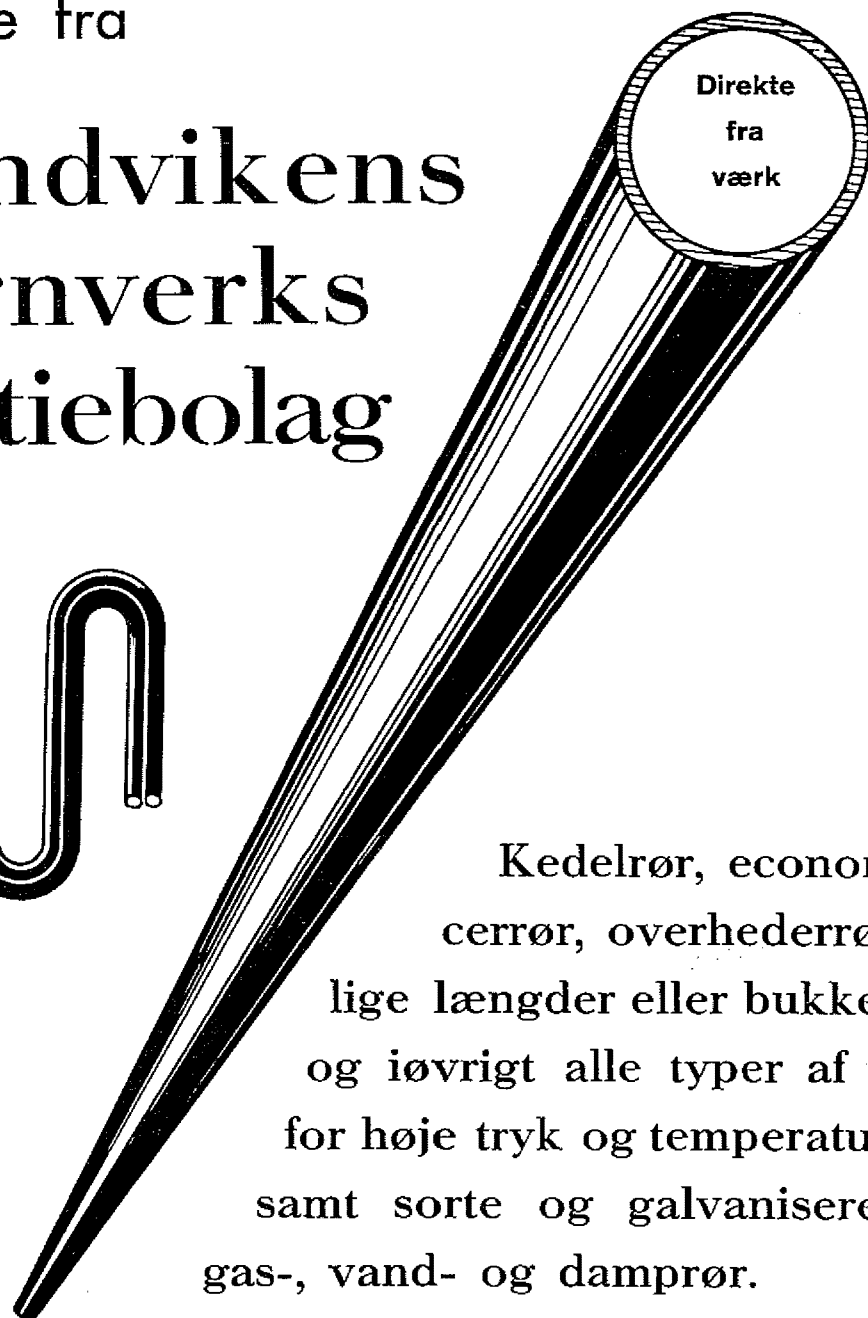 e fra
Direkte
fra
værk
ndvikens
rnverks
tiebolag
Kedelrør, econo
cerrør, overhederrø
lige længder eller bukke
og iøvrigt alle typer af
for høje tryk og temperatu
samt sorte og galvanisere
gas-, vand- og damprør.